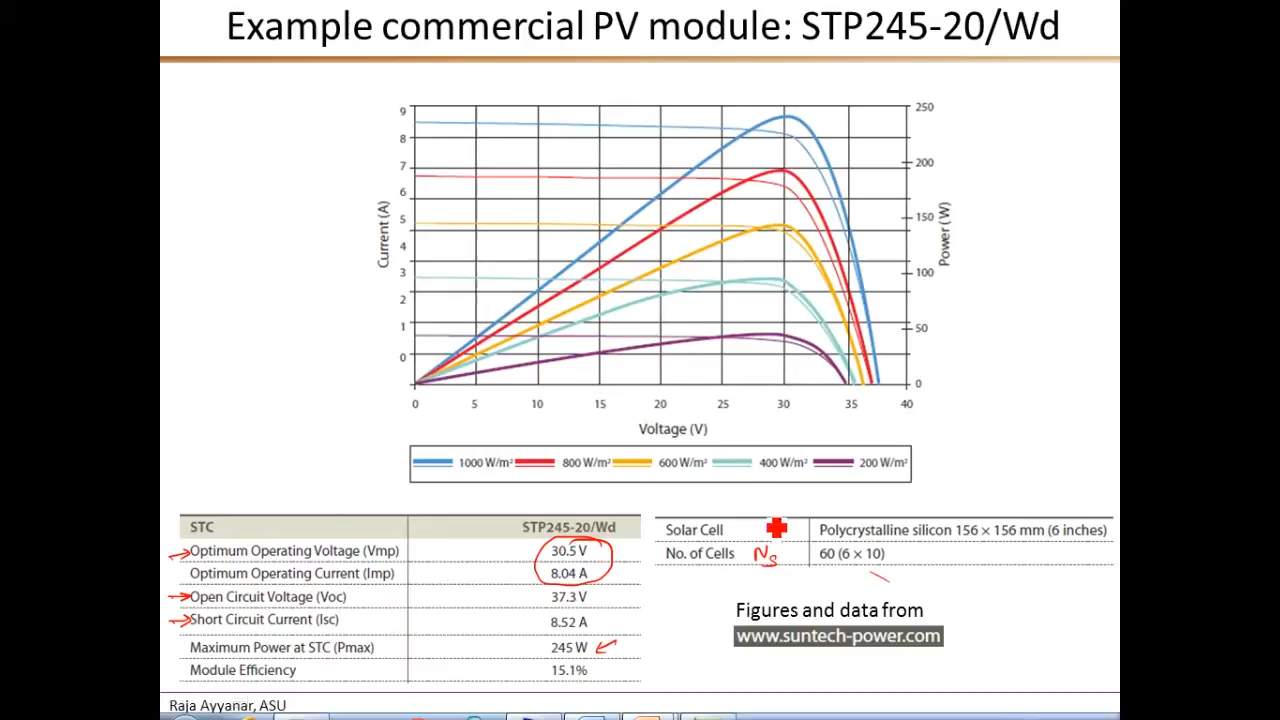 Example commercial PV module: STP245-20/Wd
9
8
7
6
5
4
3
2
1
0
Current (A)
250
200
150
100
50
0
Power (W)
0 5 10 15 20 25 30 35 40
Voltage (V)
1000 W/m² 800 W/m² 600 W/m² 400 W/m² 200 W/m²
STC STP245-20/Wd
Optimum Operating Voltage (Vmp) 30.5 V
Optimum Operating Current (Imp) 8.04 A
Open Circuit Voltage (Voc) 37.3 V
Short Circuit Current (Isc) 8.52 A
Maximum Power at STC (Pmax) 245 W
Module Efficiency 15.1%
Solar Cell Polycrystalline silicon 156 × 156 mm (6 inches)
No. of Cells Ns 60 (6 × 10)
Figures and data from
www.suntech-power.com
Raja Ayyanar, ASU